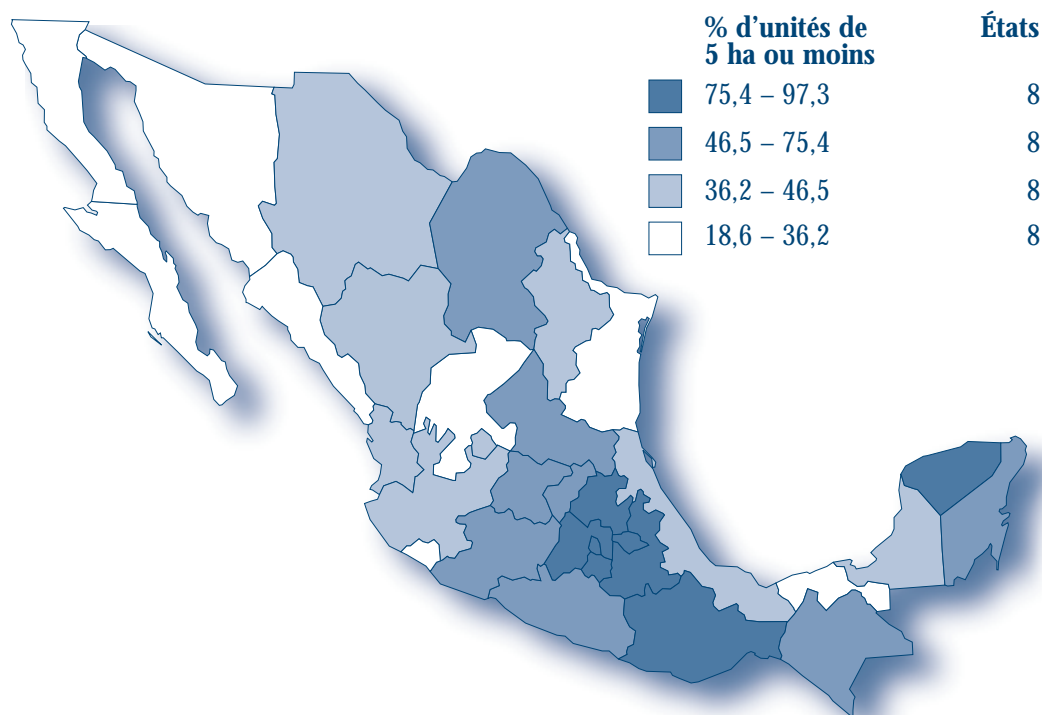 % d'unités de États
5 ha ou moins
75,4 – 97,3 8
46,5 – 75,4 8
36,2 – 46,5 8
18,6 – 36,2 8